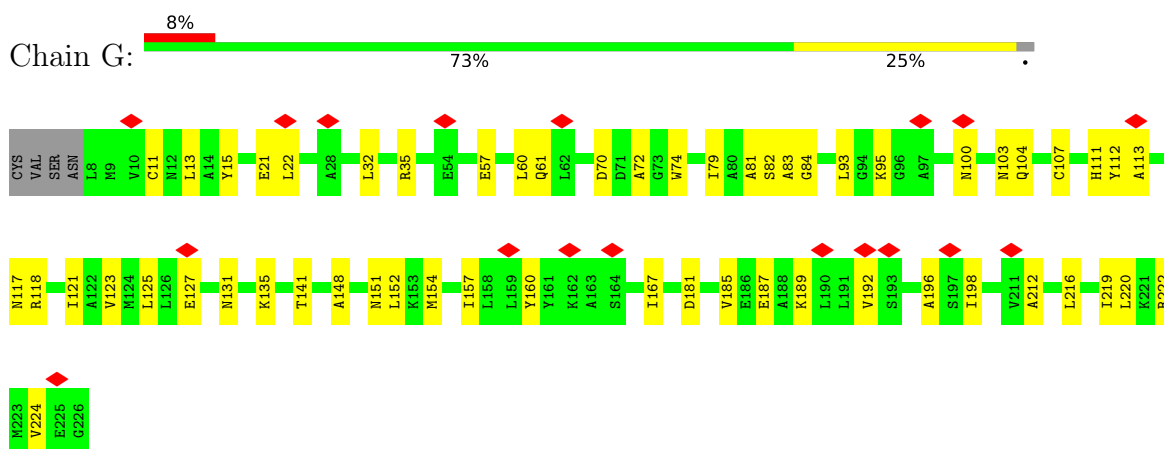 8%
Chain G:
73% 25% •
CYS VAL SER ASN L8 M9 V10 C11 N12 L13 A14 Y15 E21 L22 A28 L32 R35 E54 E57 L60 Q61 L62 D70 D71 A72 G73 W74 I79 A80 A81 S82 A83 G84 L93 G94 K95 G96 A97 N100 N103 Q104 C107 H111 Y112 A113
N117 R118 I121 A122 V123 M124 L125 L126 E127 N131 K135 T141 A148 N151 L152 K153 M154 I157 L158 L159 Y160 Y161 K162 A163 S164 I167 D181 V185 E186 E187 A188 K189 L190 L191 V192 S193 A196 S197 I198 V211 A212 L216 I219 L220 K221
M223 V224 E225 G226